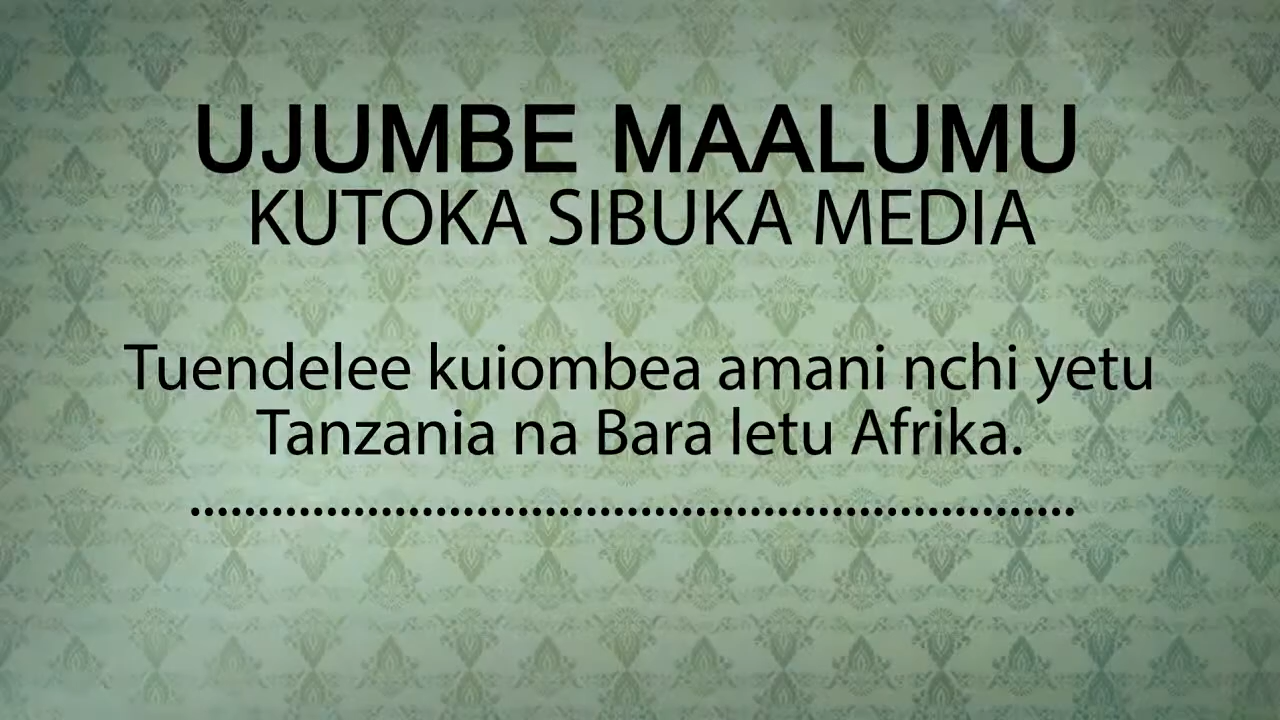 UJUMBE MAALUMU
KUTOKA SIBUKA MEDIA
Tuendelee kuiombea amani nchi yetu
Tanzania na Bara letu Afrika.
................................................................